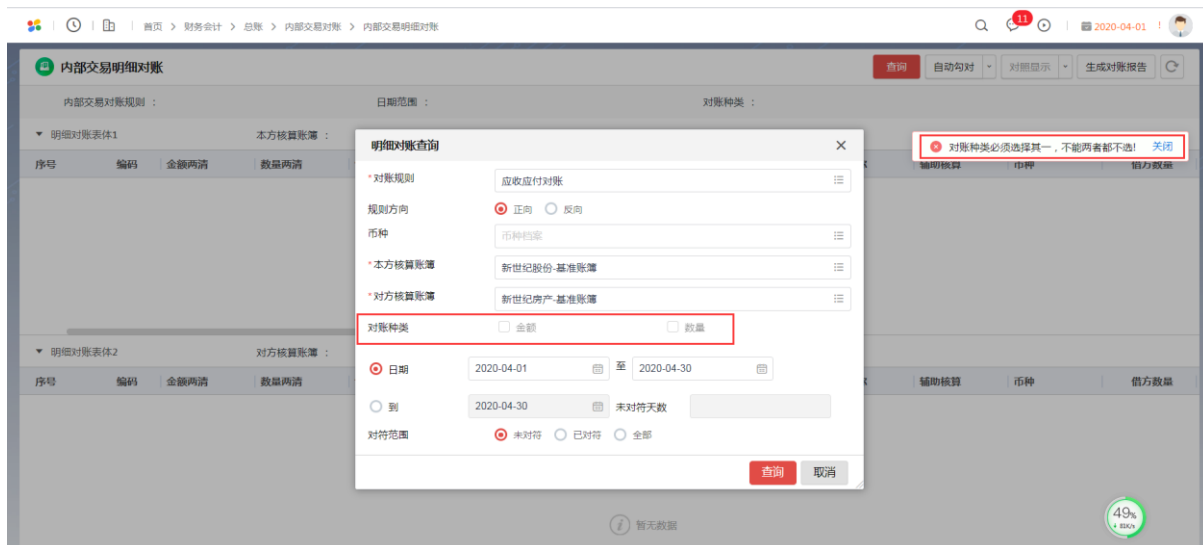 首页 > 财务会计 > 总账 > 内部交易对账 > 内部交易明细对账 11 2020-04-01
内部交易明细对账 查询 自动勾对 对照显示 生成对账报告
内部交易对账规则 : 日期范围 : 对账种类 :
明细对账表体1 本方核算账簿 :
对账种类必须选择其一，不能两者都不选! 关闭
序号 编码 金额两清 数量两清 辅助核算 币种 借方数量
明细对账查询
*对账规则 应收应付对账
规则方向 正向 反向
币种 币种档案
*本方核算账簿 新世纪股份-基准账簿
*对方核算账簿 新世纪房产-基准账簿
对账种类 金额 数量
明细对账表体2 对方核算账簿 :
日期 2020-04-01 至 2020-04-30
序号 编码 金额两清 数量两清 辅助核算 币种 借方数量
到 2020-04-30 未对符天数
对符范围 未对符 已对符 全部
查询 取消
暂无数据
49%